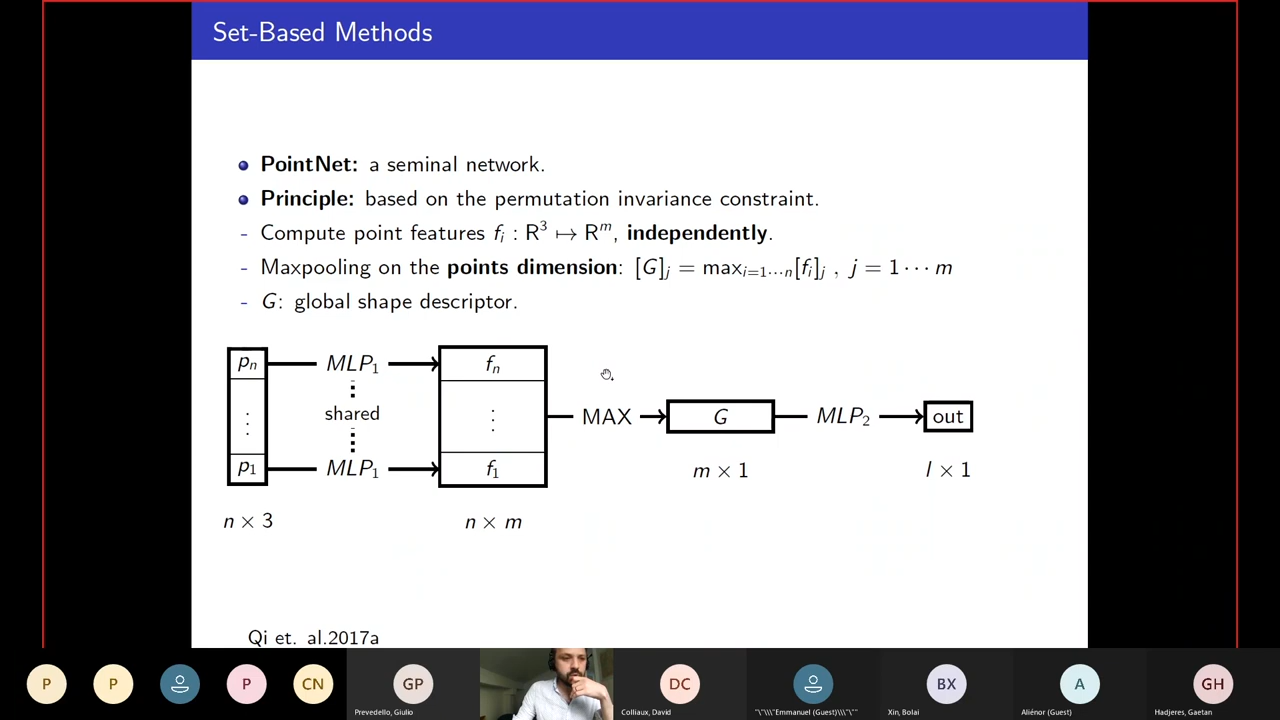 Set-Based Methods
PointNet: a seminal network.
Principle: based on the permutation invariance constraint.
- Compute point features fᵢ : R³ ↦ Rᵐ, independently.
- Maxpooling on the points dimension: [G]ⱼ = maxᵢ₌₁...ₙ[fᵢ]ⱼ , j = 1 ⋯ m
- G: global shape descriptor.
pₙ MLP₁ fₙ
⋮ shared ⋮ MAX G MLP₂ out
p₁ MLP₁ f₁
m × 1 l × 1
n × 3 n × m
Qi et. al.2017a
P P P CN GP DC BX A GH
Prevedello, Giulio Colliaux, David "\"\\\"Emmanuel (Guest)\\\"\"" Xin, Bolai Aliénor (Guest) Hadjeres, Gaetan